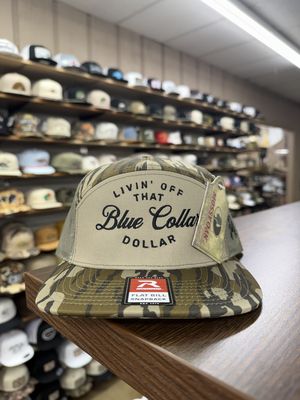 LIVIN' OFF
THAT
Blue Collar
DOLLAR
R
FLAT BILL
SNAPBACK